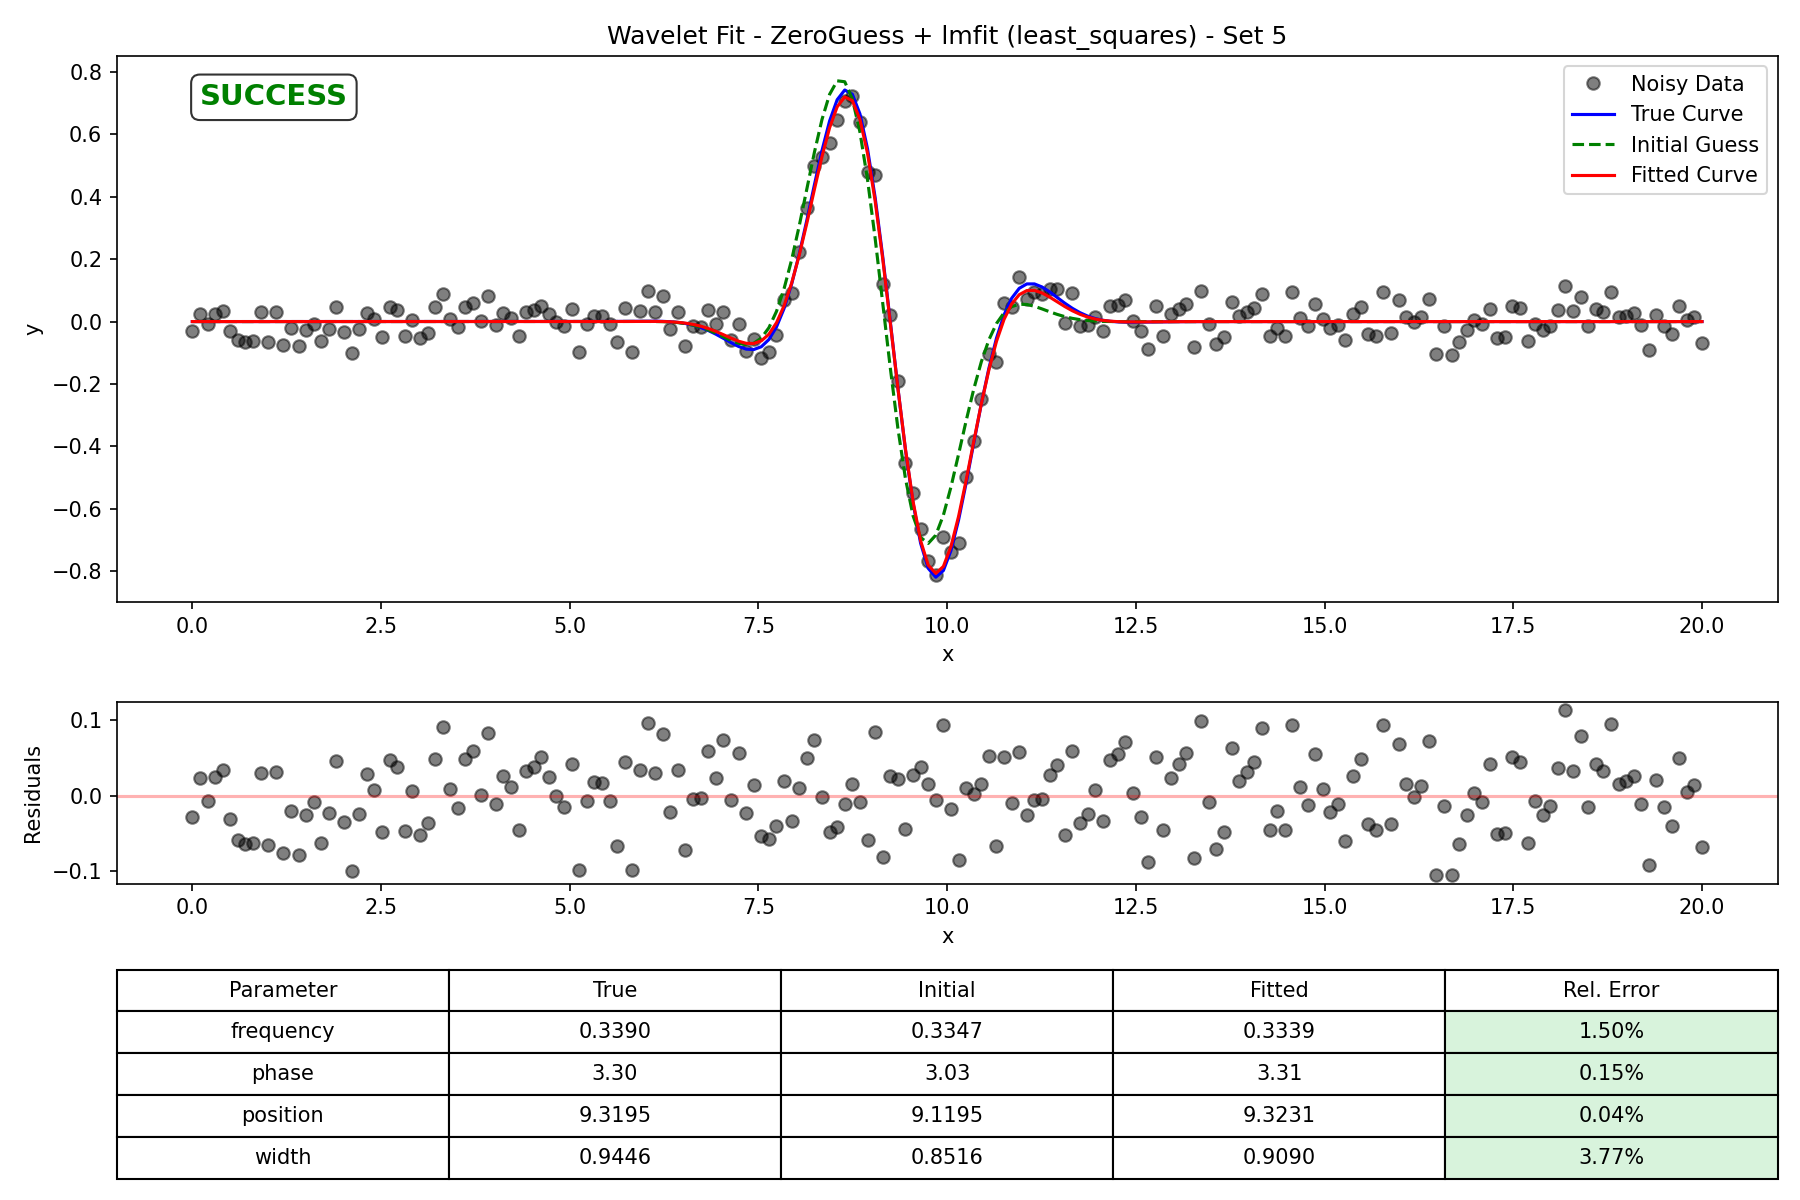 Wavelet Fit - ZeroGuess + lmfit (least_squares) - Set 5
SUCCESS
Noisy Data
True Curve
Initial Guess
Fitted Curve
0.8
0.6
0.4
0.2
0.0
−0.2
−0.4
−0.6
−0.8
y
0.0 2.5 5.0 7.5 10.0 12.5 15.0 17.5 20.0
x
0.1
0.0
−0.1
Residuals
0.0 2.5 5.0 7.5 10.0 12.5 15.0 17.5 20.0
x
Parameter True Initial Fitted Rel. Error
frequency 0.3390 0.3347 0.3339 1.50%
phase 3.30 3.03 3.31 0.15%
position 9.3195 9.1195 9.3231 0.04%
width 0.9446 0.8516 0.9090 3.77%